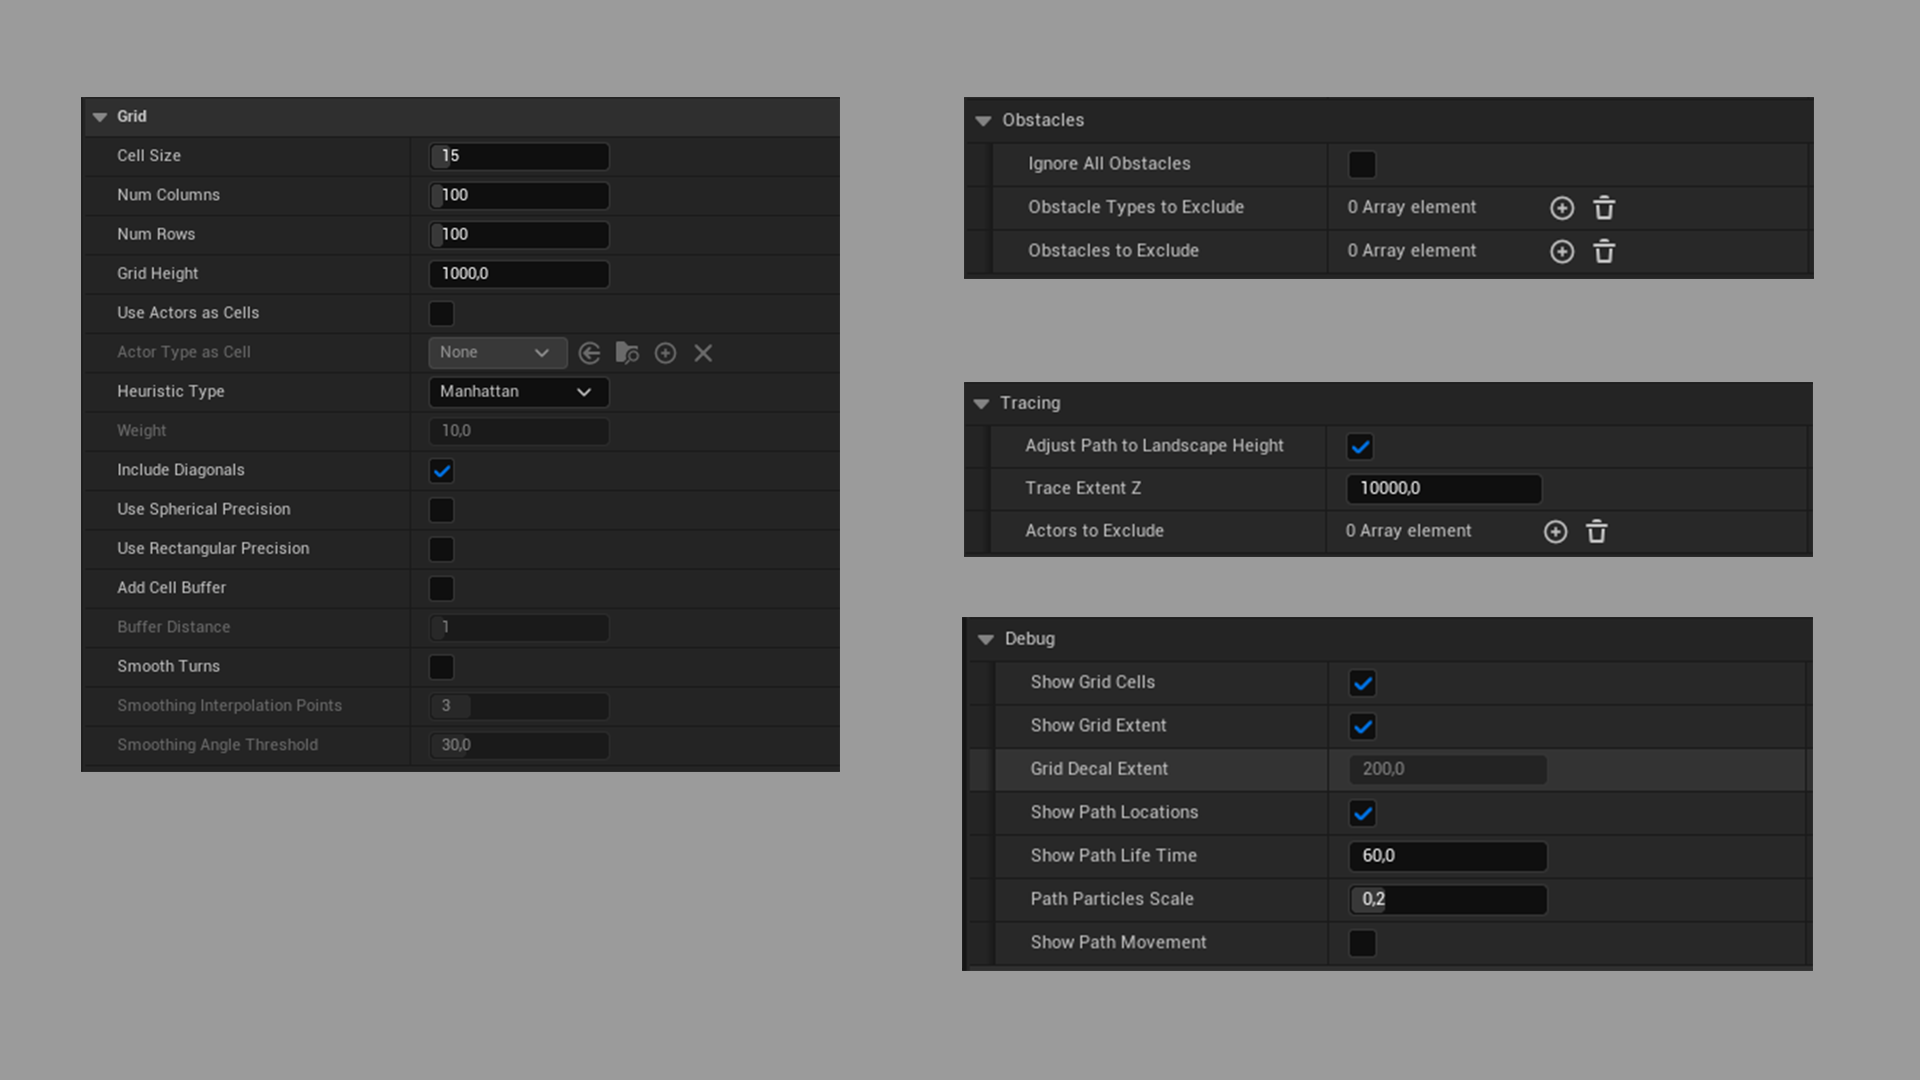 Grid
Cell Size 15
Num Columns 100
Num Rows 100
Grid Height 1000,0
Use Actors as Cells
Actor Type as Cell None
Heuristic Type Manhattan
Weight 10,0
Include Diagonals
Use Spherical Precision
Use Rectangular Precision
Add Cell Buffer
Buffer Distance 1
Smooth Turns
Smoothing Interpolation Points 3
Smoothing Angle Threshold 30,0
Obstacles
Ignore All Obstacles
Obstacle Types to Exclude 0 Array element
Obstacles to Exclude 0 Array element
Tracing
Adjust Path to Landscape Height
Trace Extent Z 10000,0
Actors to Exclude 0 Array element
Debug
Show Grid Cells
Show Grid Extent
Grid Decal Extent 200,0
Show Path Locations
Show Path Life Time 60,0
Path Particles Scale 0,2
Show Path Movement